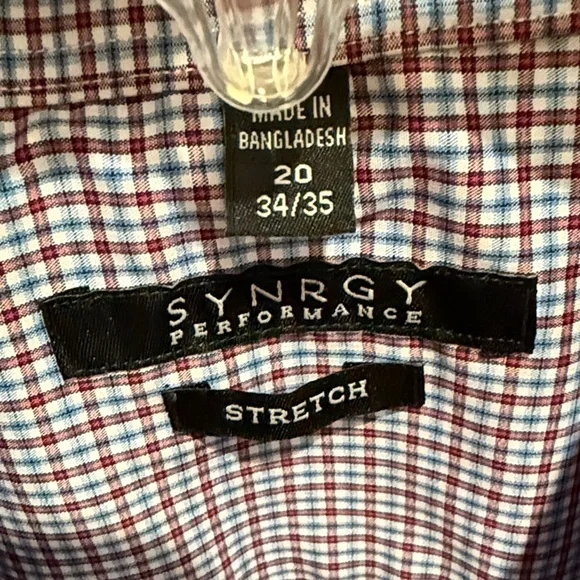 MADE IN
BANGLADESH
20
34/35
SYNRGY
PERFORMANCE
STRETCH